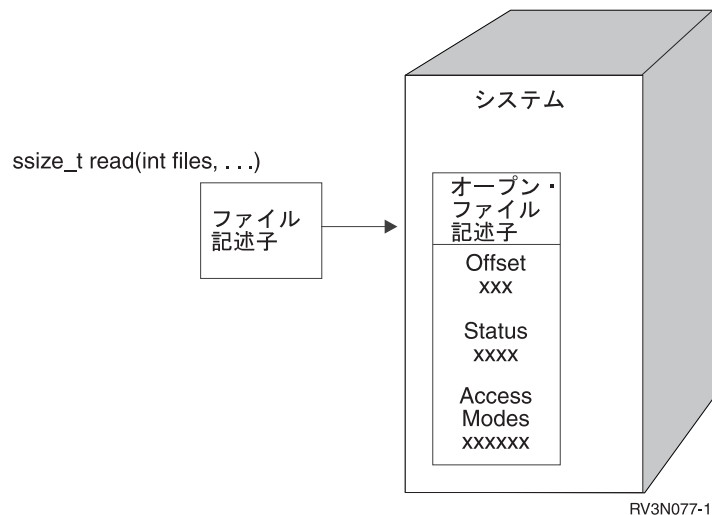 システム
ssize_t read(int files, . . .)
ファイル
記述子
オープン・
ファイル
記述子
Offset
xxx
Status
xxxx
Access
Modes
xxxxxx
RV3N077-1